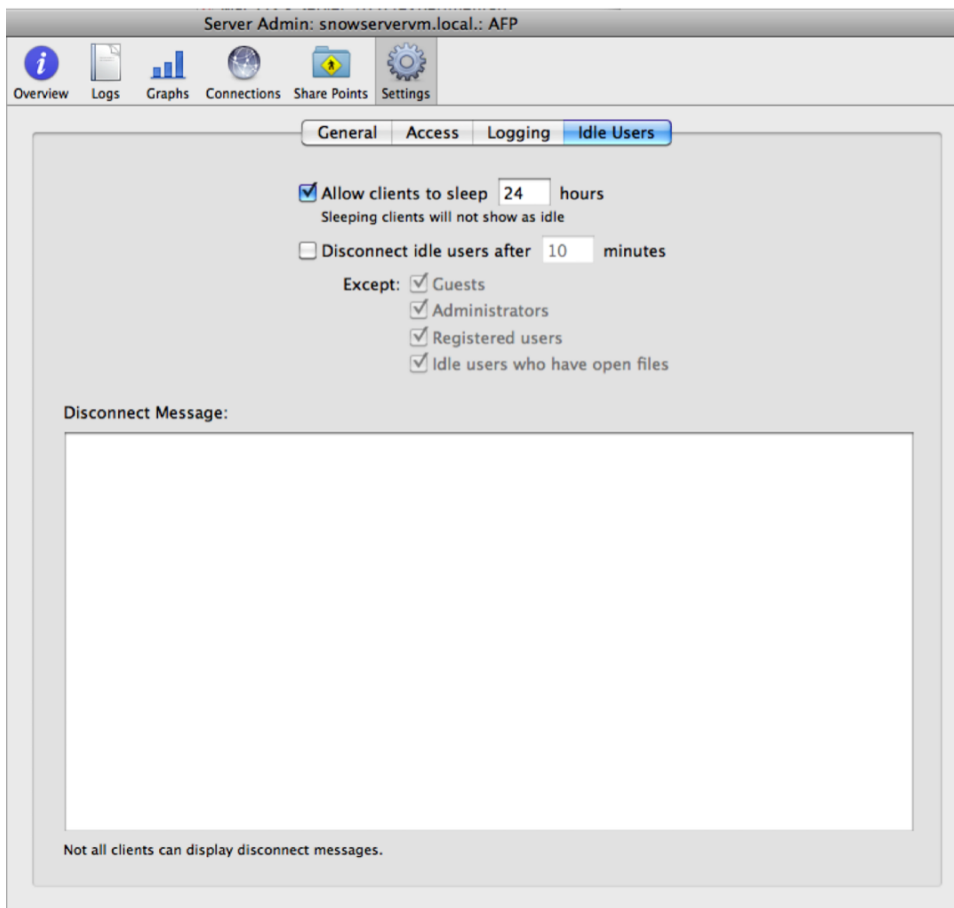 Server Admin: snowservervm.local.: AFP
Overview Logs Graphs Connections Share Points Settings
General Access Logging Idle Users
Allow clients to sleep 24 hours
Sleeping clients will not show as idle
Disconnect idle users after 10 minutes
Except: Guests
Administrators
Registered users
Idle users who have open files
Disconnect Message:
Not all clients can display disconnect messages.